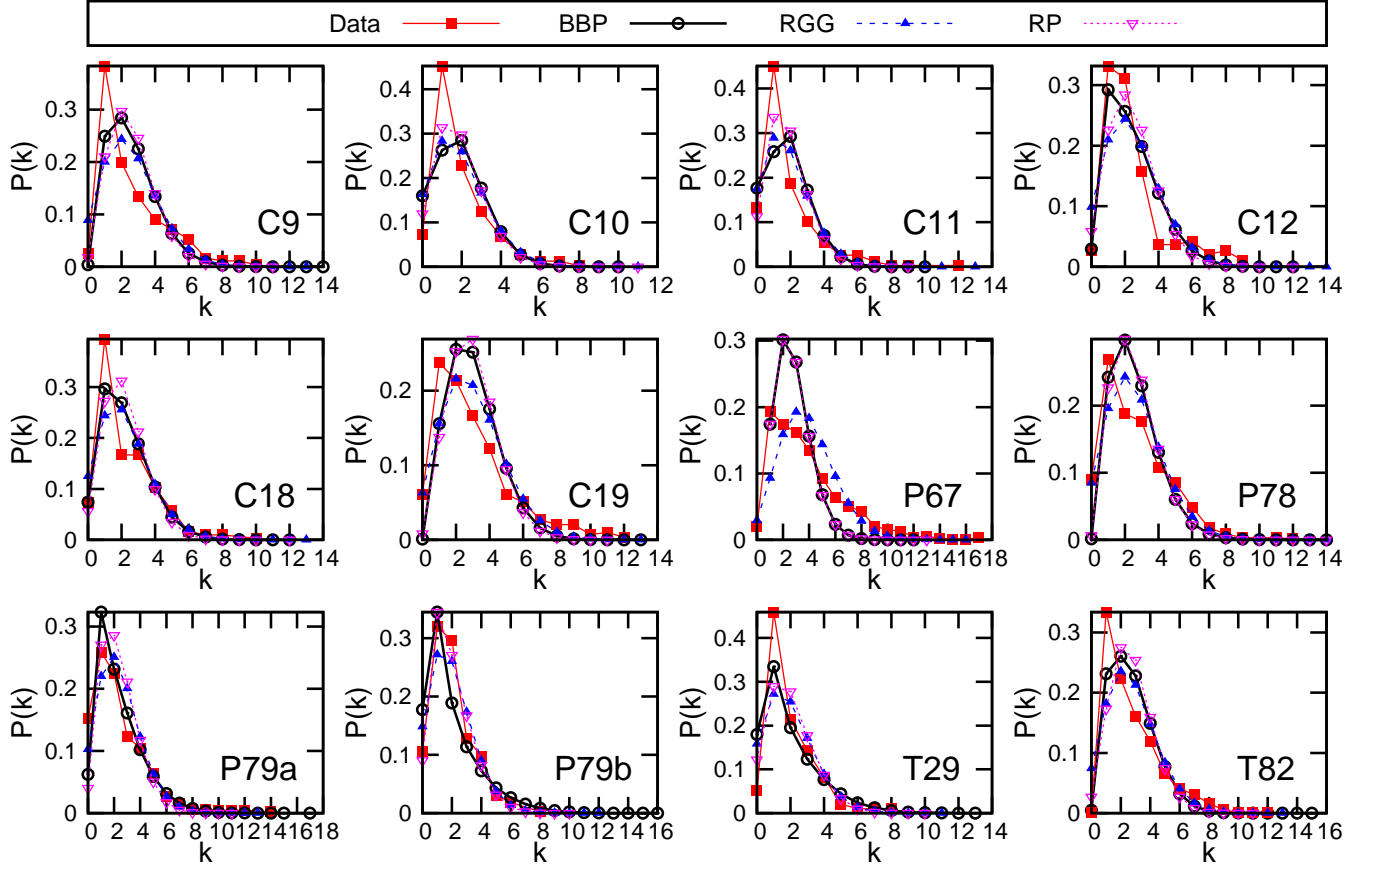 Data BBP RGG RP
P(k) 0.3 0.2 0.1 0 C9 0 2 4 6 8 10 12 14 k
P(k) 0.4 0.3 0.2 0.1 0 C10 0 2 4 6 8 10 12 k
P(k) 0.4 0.3 0.2 0.1 0 C11 0 2 4 6 8 10 12 14 k
P(k) 0.3 0.2 0.1 0 C12 0 2 4 6 8 10 12 14 k
P(k) 0.3 0.2 0.1 0 C18 0 2 4 6 8 10 12 14 k
P(k) 0.2 0.1 0 C19 0 2 4 6 8 10 12 14 k
P(k) 0.3 0.2 0.1 0 P67 0 2 4 6 8 10 12 14 16 18 k
P(k) 0.2 0.1 0 P78 0 2 4 6 8 10 12 14 k
P(k) 0.3 0.2 0.1 0 P79a 0 2 4 6 8 10 12 14 16 18 k
P(k) 0.3 0.2 0.1 0 P79b 0 2 4 6 8 10 12 14 16 k
P(k) 0.4 0.3 0.2 0.1 0 T29 0 2 4 6 8 10 12 14 k
P(k) 0.3 0.2 0.1 0 T82 0 2 4 6 8 10 12 14 16 k